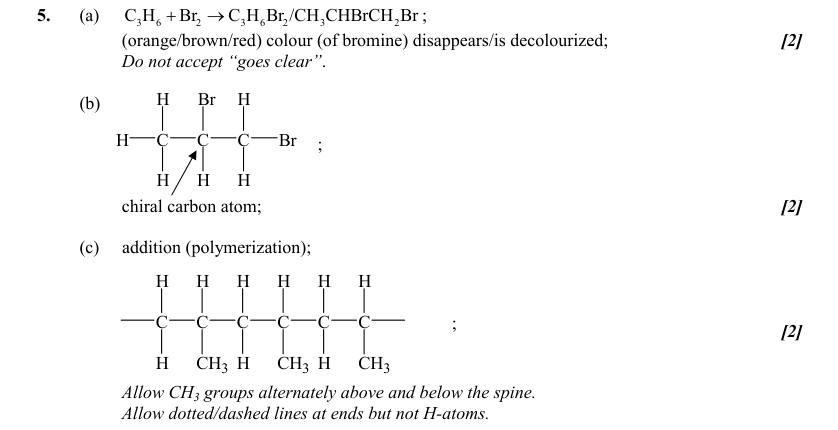 5. (a) C₃H₆ + Br₂ → C₃H₆Br₂/CH₃CHBrCH₂Br ;
(orange/brown/red) colour (of bromine) disappears/is decolourized; [2]
Do not accept “goes clear”.
(b) H Br H
H C C C Br ;
H H H
chiral carbon atom; [2]
(c) addition (polymerization);
H H H H H H
C C C C C C ;
[2]
H CH₃ H CH₃ H CH₃
Allow CH₃ groups alternately above and below the spine.
Allow dotted/dashed lines at ends but not H-atoms.